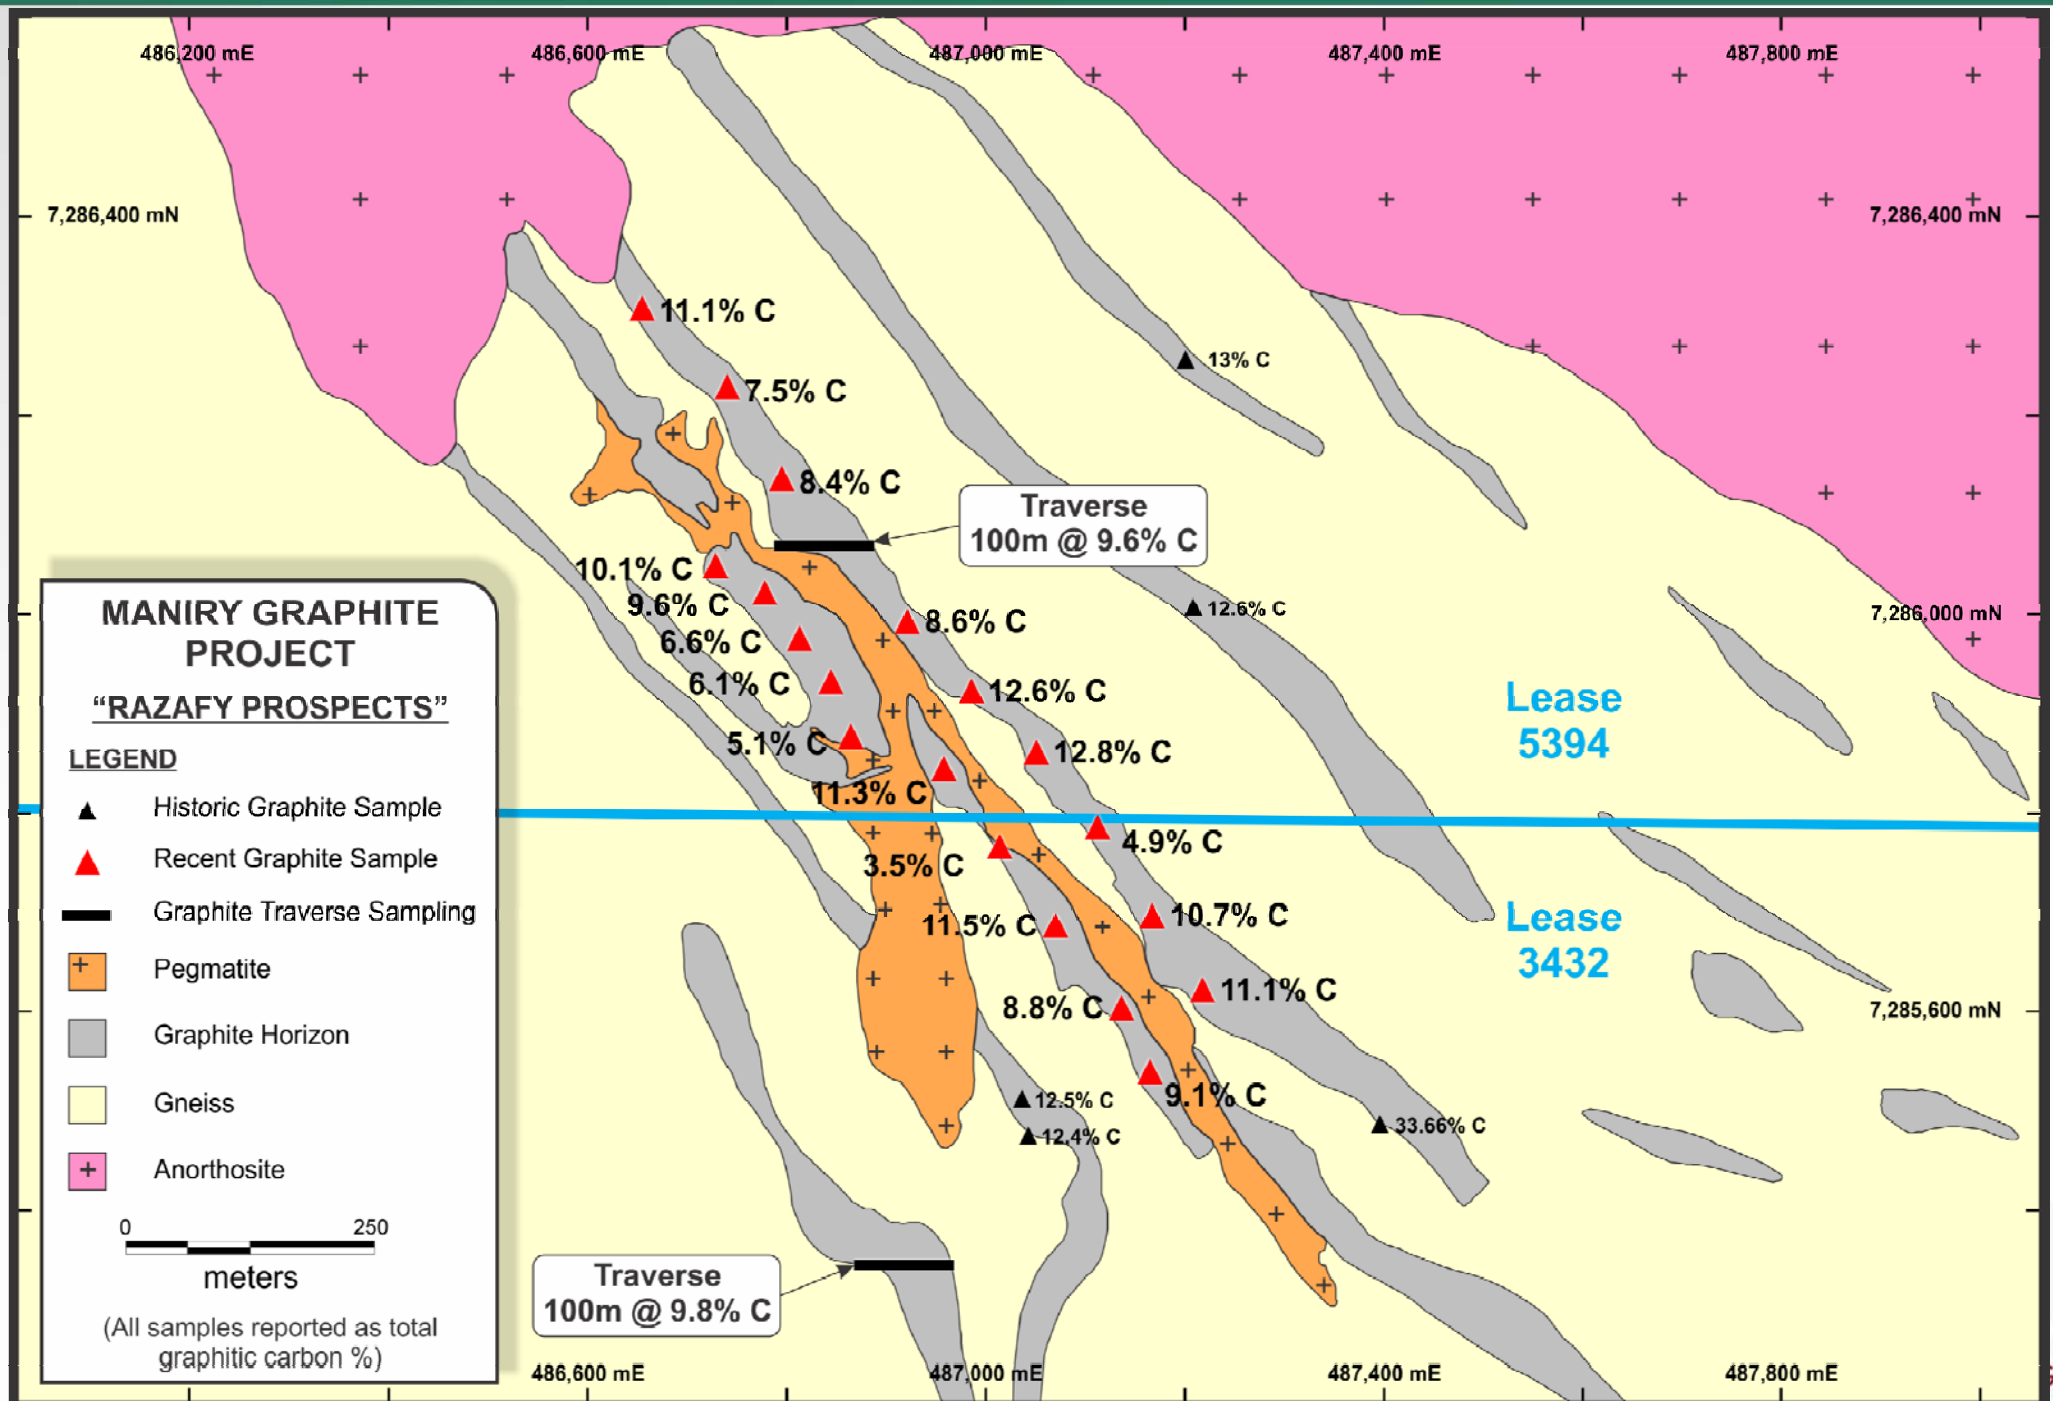 486,200 mE
486,600 mE
487,000 mE
487,400 mE
487,800 mE
7,286,400 mN
7,286,400 mN
11.1% C
13% C
7.5% C
8.4% C
Traverse
100m @ 9.6% C
10.1% C
9.6% C
12.6% C
8.6% C
7,286,000 mN
6.6% C
6.1% C
12.6% C
Lease
5394
5.1% C
12.8% C
11.3% C
4.9% C
3.5% C
10.7% C
11.5% C
Lease
3432
11.1% C
8.8% C
7,285,600 mN
12.5% C
9.1% C
12.4% C
33.66% C
Traverse
100m @ 9.8% C
486,600 mE
487,000 mE
487,400 mE
487,800 mE
MANIRY GRAPHITE
PROJECT
“RAZAFY PROSPECTS”
LEGEND
Historic Graphite Sample
Recent Graphite Sample
Graphite Traverse Sampling
Pegmatite
Graphite Horizon
Gneiss
Anorthosite
0 250
meters
(All samples reported as total
graphitic carbon %)